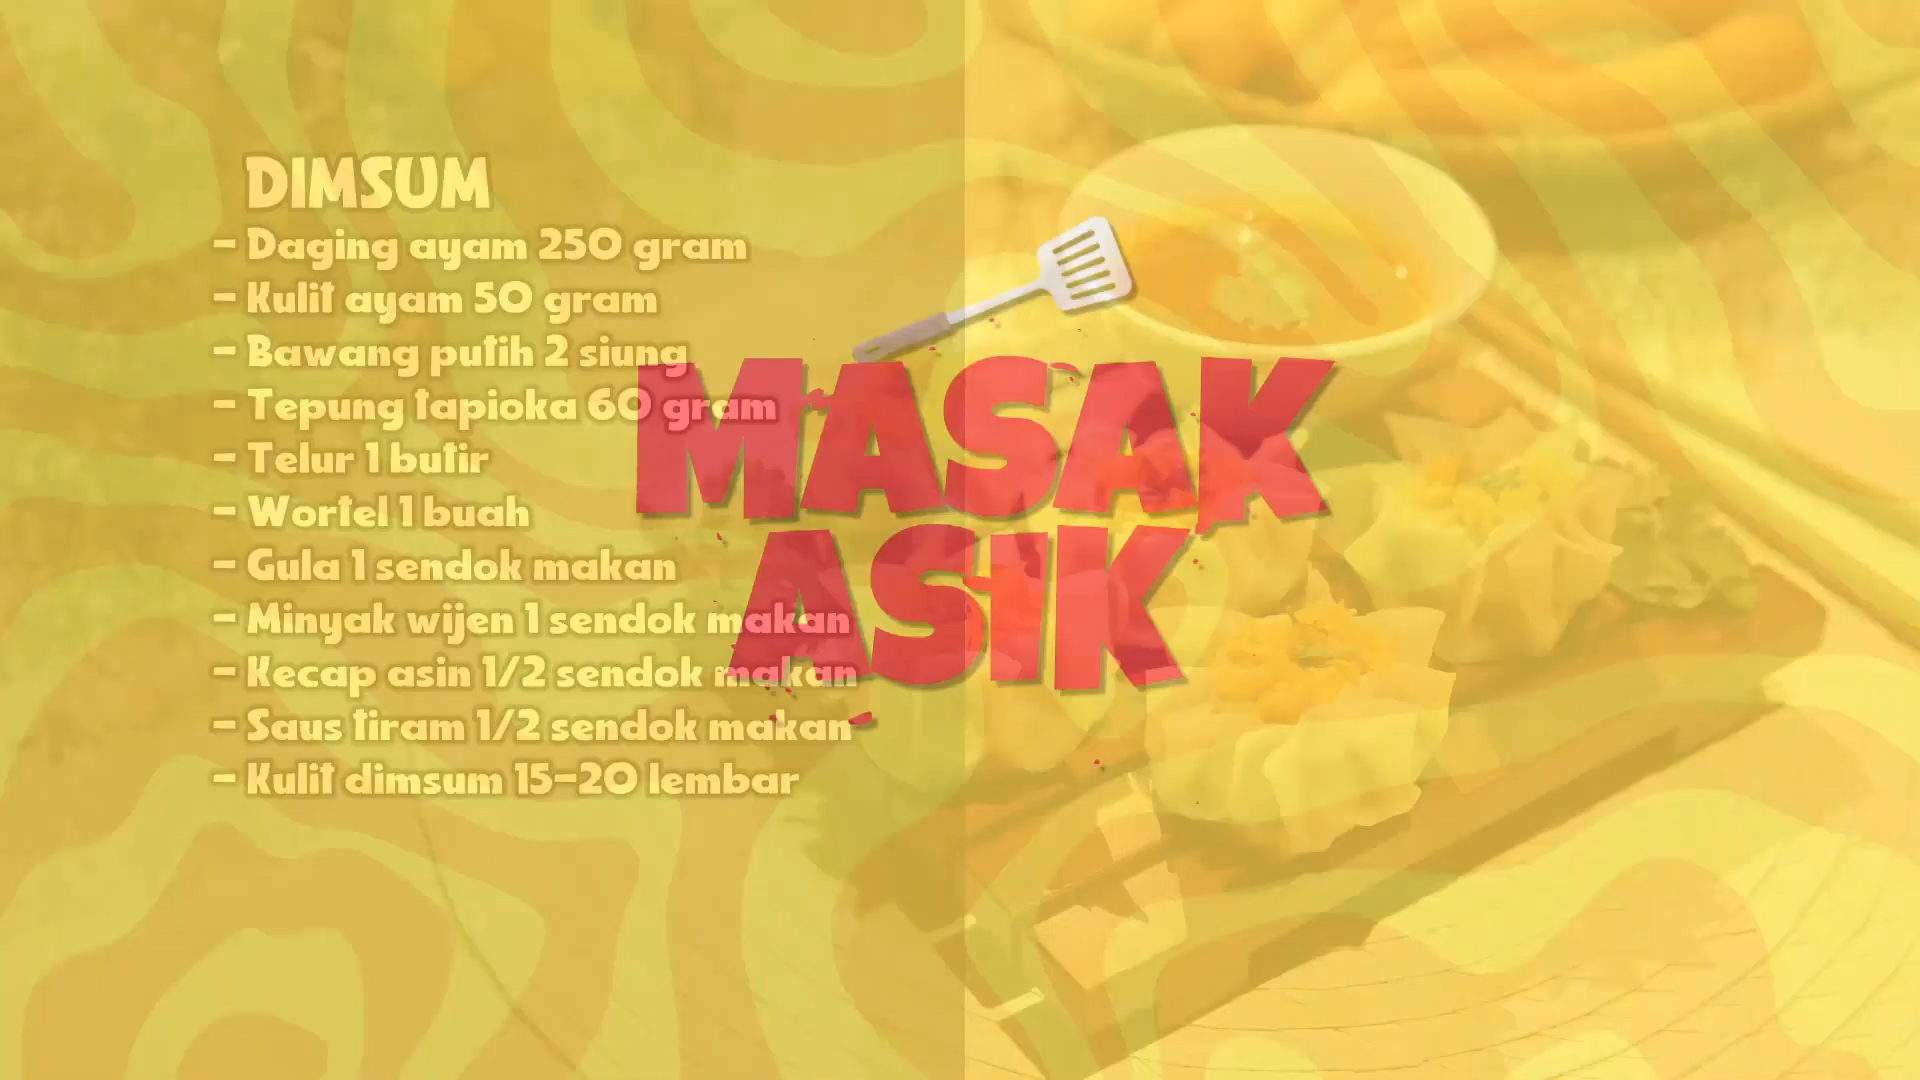 DIMSUM
- Daging ayam 250 gram
- Kulit ayam 50 gram
- Bawang putih 2 siung
- Tepung tapioka 60 gram
- Telur 1 butir
- Wortel 1 buah
- Gula 1 sendok makan
- Minyak wijen 1 sendok makan
- Kecap asin 1/2 sendok makan
- Saus tiram 1/2 sendok makan
- Kulit dimsum 15-20 lembar
MASAK
ASIK